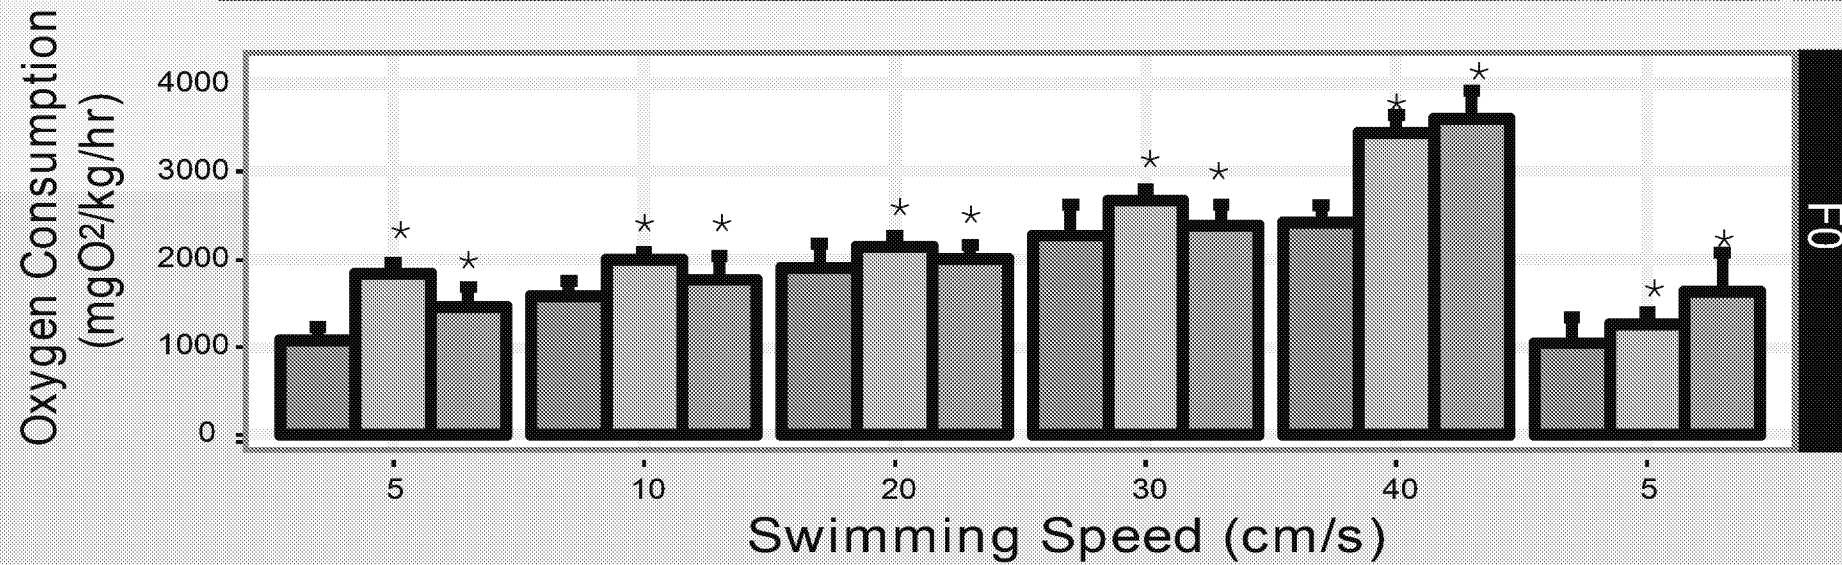 Oxygen Consumption
(mgO2/kg/hr)
4000
3000
2000
1000
0
* * * * * * * * * * * *
F0
5 10 20 30 40 5
Swimming Speed (cm/s)